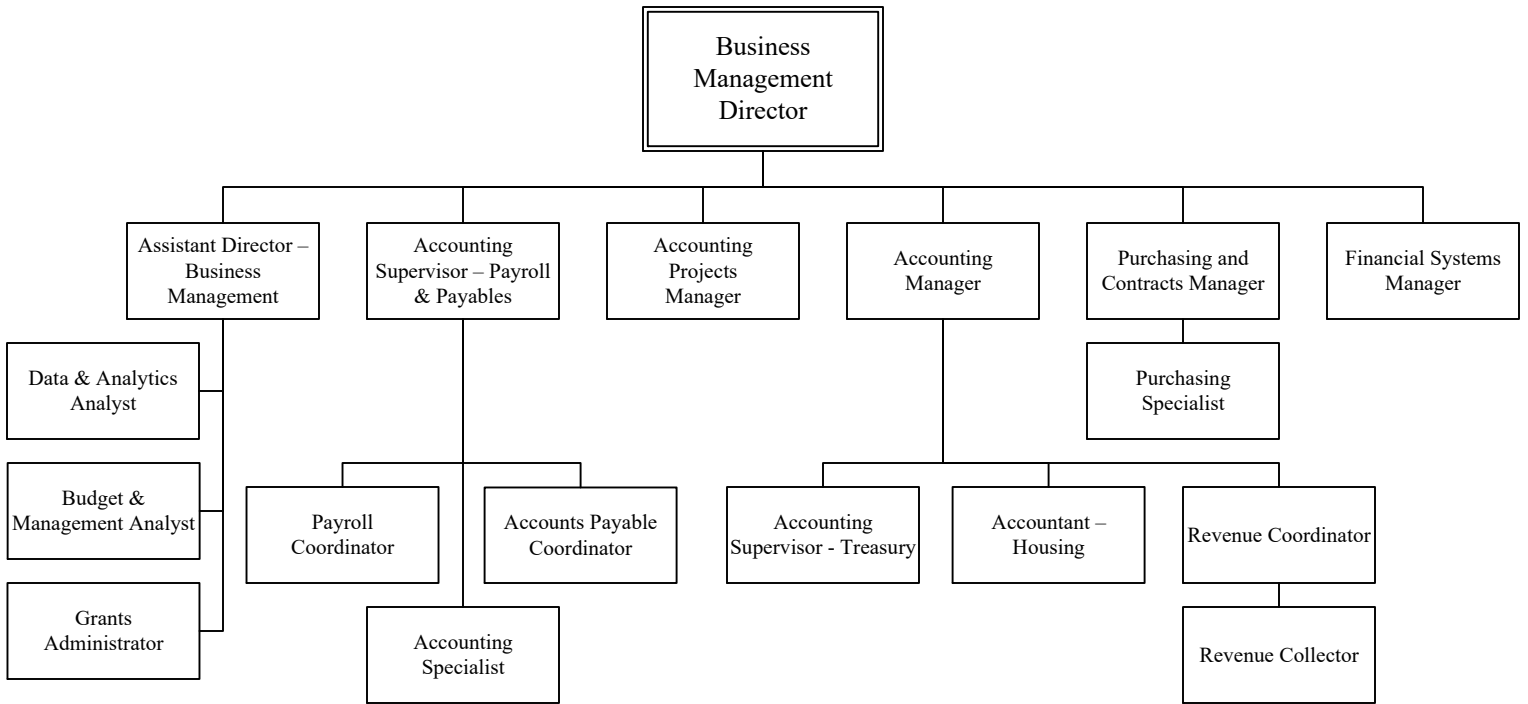 Business
Management
Director
Assistant Director –
Business
Management
Accounting
Supervisor – Payroll
& Payables
Accounting
Projects
Manager
Accounting
Manager
Purchasing and
Contracts Manager
Financial Systems
Manager
Data & Analytics
Analyst
Purchasing
Specialist
Budget &
Management Analyst
Payroll
Coordinator
Accounts Payable
Coordinator
Accounting
Supervisor - Treasury
Accountant –
Housing
Revenue Coordinator
Grants
Administrator
Accounting
Specialist
Revenue Collector